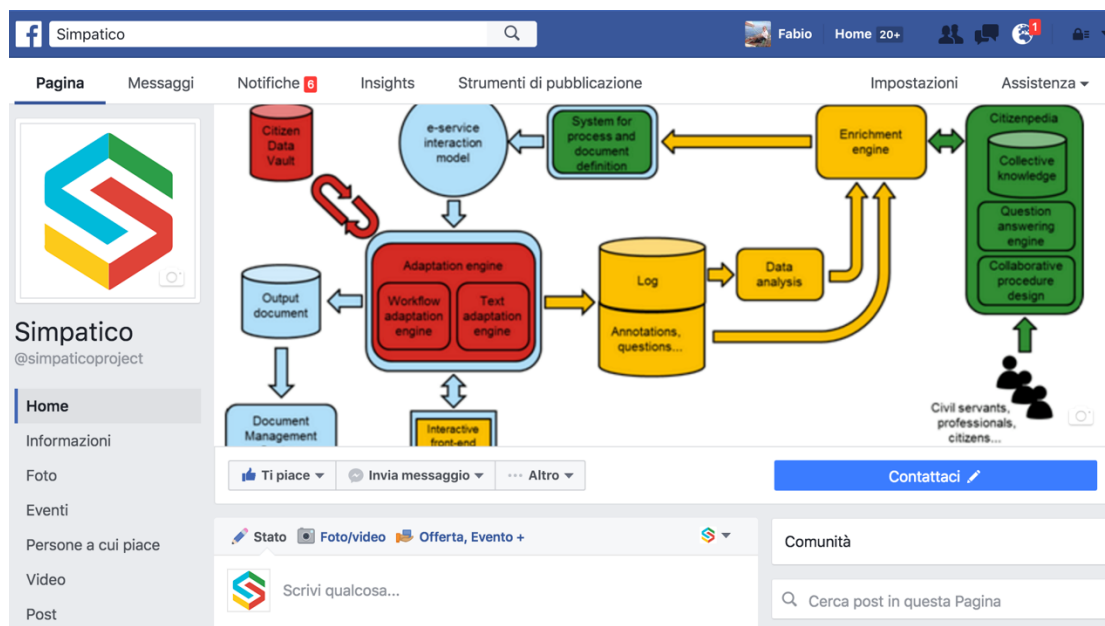 Simpatico
Fabio
Home 20+
1
Pagina
Messaggi
Notifiche 6
Insights
Strumenti di pubblicazione
Impostazioni
Assistenza
Citizen
Data
Vault
e-service
interaction
model
System for
process and
document
definition
Enrichment
engine
Citizenpedia
Collective
knowledge
Question
answering
engine
Collaborative
procedure
design
Adaptation engine
Workflow
adaptation
engine
Text
adaptation
engine
Output
document
Log
Annotations,
questions...
Data
analysis
Document
Management
Interactive
front-end
Civil servants,
professionals,
citizens...
Simpatico
@simpaticoproject
Home
Informazioni
Foto
Eventi
Persone a cui piace
Video
Post
Ti piace
Invia messaggio
Altro
Contattaci
Stato
Foto/video
Offerta, Evento +
Scrivi qualcosa...
Comunità
Cerca post in questa Pagina